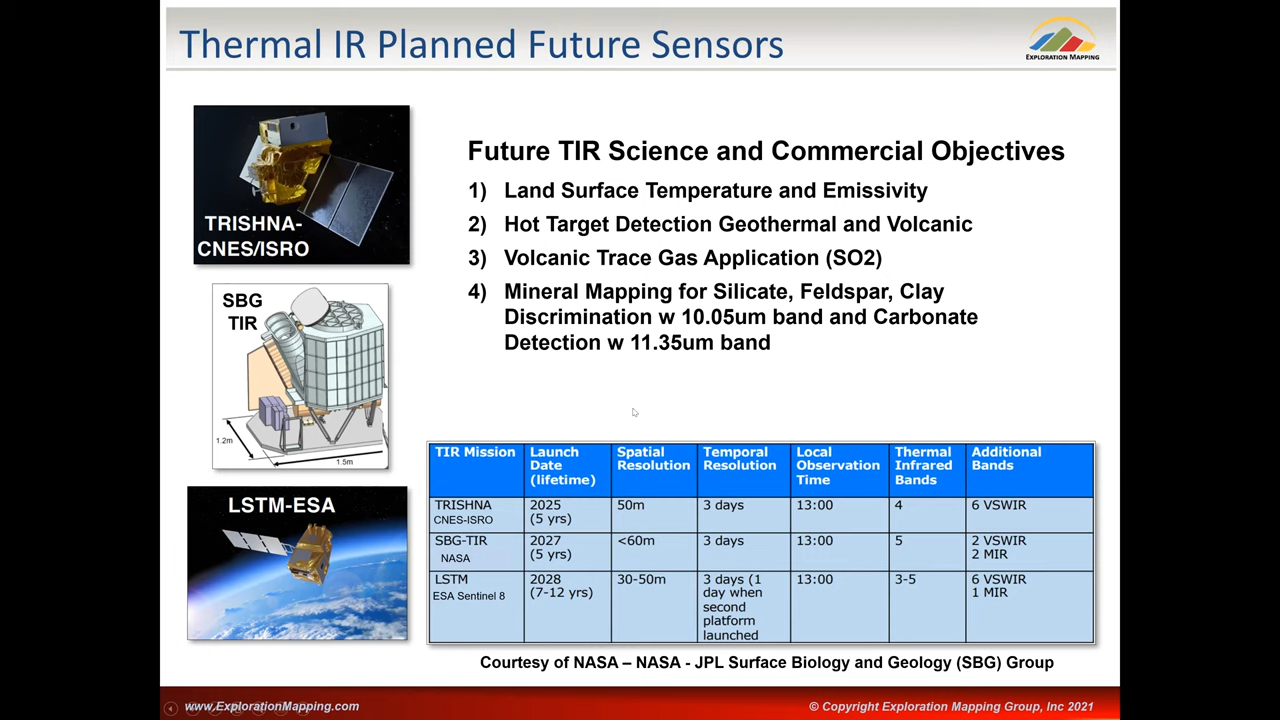 Thermal IR Planned Future Sensors
EXPLORATION MAPPING
TRISHNA-
CNES/ISRO
SBG
TIR
1.2m
1.5m
LSTM-ESA
Future TIR Science and Commercial Objectives
1) Land Surface Temperature and Emissivity
2) Hot Target Detection Geothermal and Volcanic
3) Volcanic Trace Gas Application (SO2)
4) Mineral Mapping for Silicate, Feldspar, Clay
Discrimination w 10.05um band and Carbonate
Detection w 11.35um band
TIR Mission
Launch
Date
(lifetime)
Spatial
Resolution
Temporal
Resolution
Local
Observation
Time
Thermal
Infrared
Bands
Additional
Bands
TRISHNA
CNES-ISRO
2025
(5 yrs)
50m
3 days
13:00
4
6 VSWIR
SBG-TIR
NASA
2027
(5 yrs)
<60m
3 days
13:00
5
2 VSWIR
2 MIR
LSTM
ESA Sentinel 8
2028
(7-12 yrs)
30-50m
3 days (1
day when
second
platform
launched
13:00
3-5
6 VSWIR
1 MIR
Courtesy of NASA – NASA - JPL Surface Biology and Geology (SBG) Group
www.ExplorationMapping.com
© Copyright Exploration Mapping Group, Inc 2021